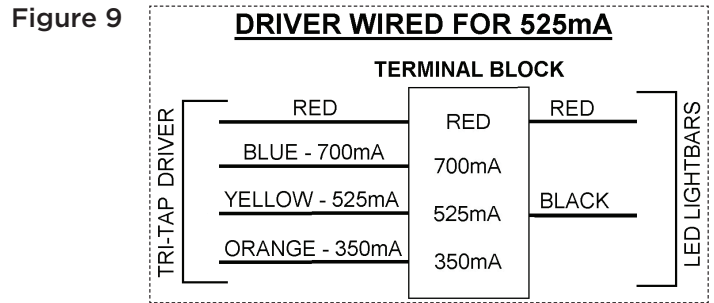 Figure 9
DRIVER WIRED FOR 525mA
TERMINAL BLOCK
TRI-TAP DRIVER
RED
BLUE - 700mA
YELLOW - 525mA
ORANGE - 350mA
RED
700mA
525mA
350mA
RED
BLACK
LED LIGHTBARS